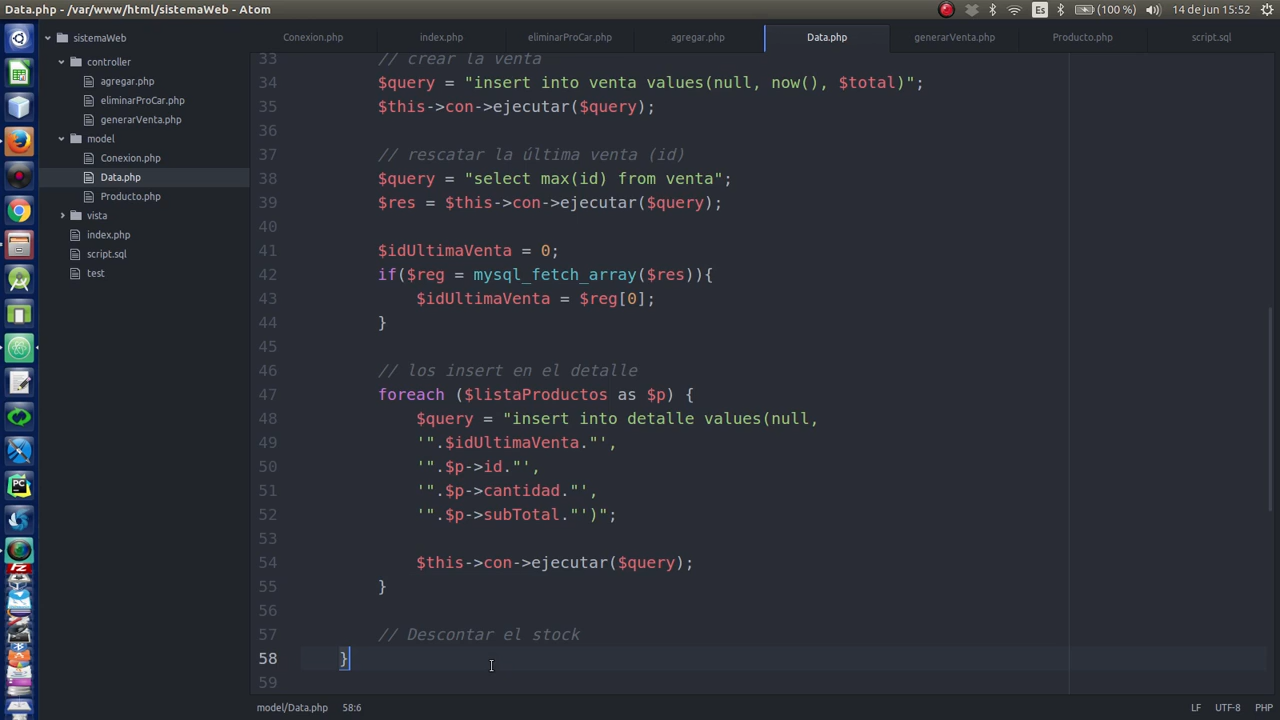 Data.php - /var/www/html/sistemaWeb - Atom
Es
(100 %)
14 de jun 15:52
sistemaWeb
controller
agregar.php
eliminarProCar.php
generarVenta.php
model
Conexion.php
Data.php
Producto.php
vista
index.php
script.sql
test
Conexion.php index.php eliminarProCar.php agregar.php Data.php generarVenta.php Producto.php script.sql
33 // crear la venta
34 $query = "insert into venta values(null, now(), $total)";
35 $this->con->ejecutar($query);
36
37 // rescatar la última venta (id)
38 $query = "select max(id) from venta";
39 $res = $this->con->ejecutar($query);
40
41 $idUltimaVenta = 0;
42 if($reg = mysql_fetch_array($res)){
43 $idUltimaVenta = $reg[0];
44 }
45
46 // los insert en el detalle
47 foreach ($listaProductos as $p) {
48 $query = "insert into detalle values(null,
49 '".$idUltimaVenta."',
50 '".$p->id."',
51 '".$p->cantidad."',
52 '".$p->subTotal."')";
53
54 $this->con->ejecutar($query);
55 }
56
57 // Descontar el stock
58 }
59
model/Data.php 58:6
LF UTF-8 PHP
PC